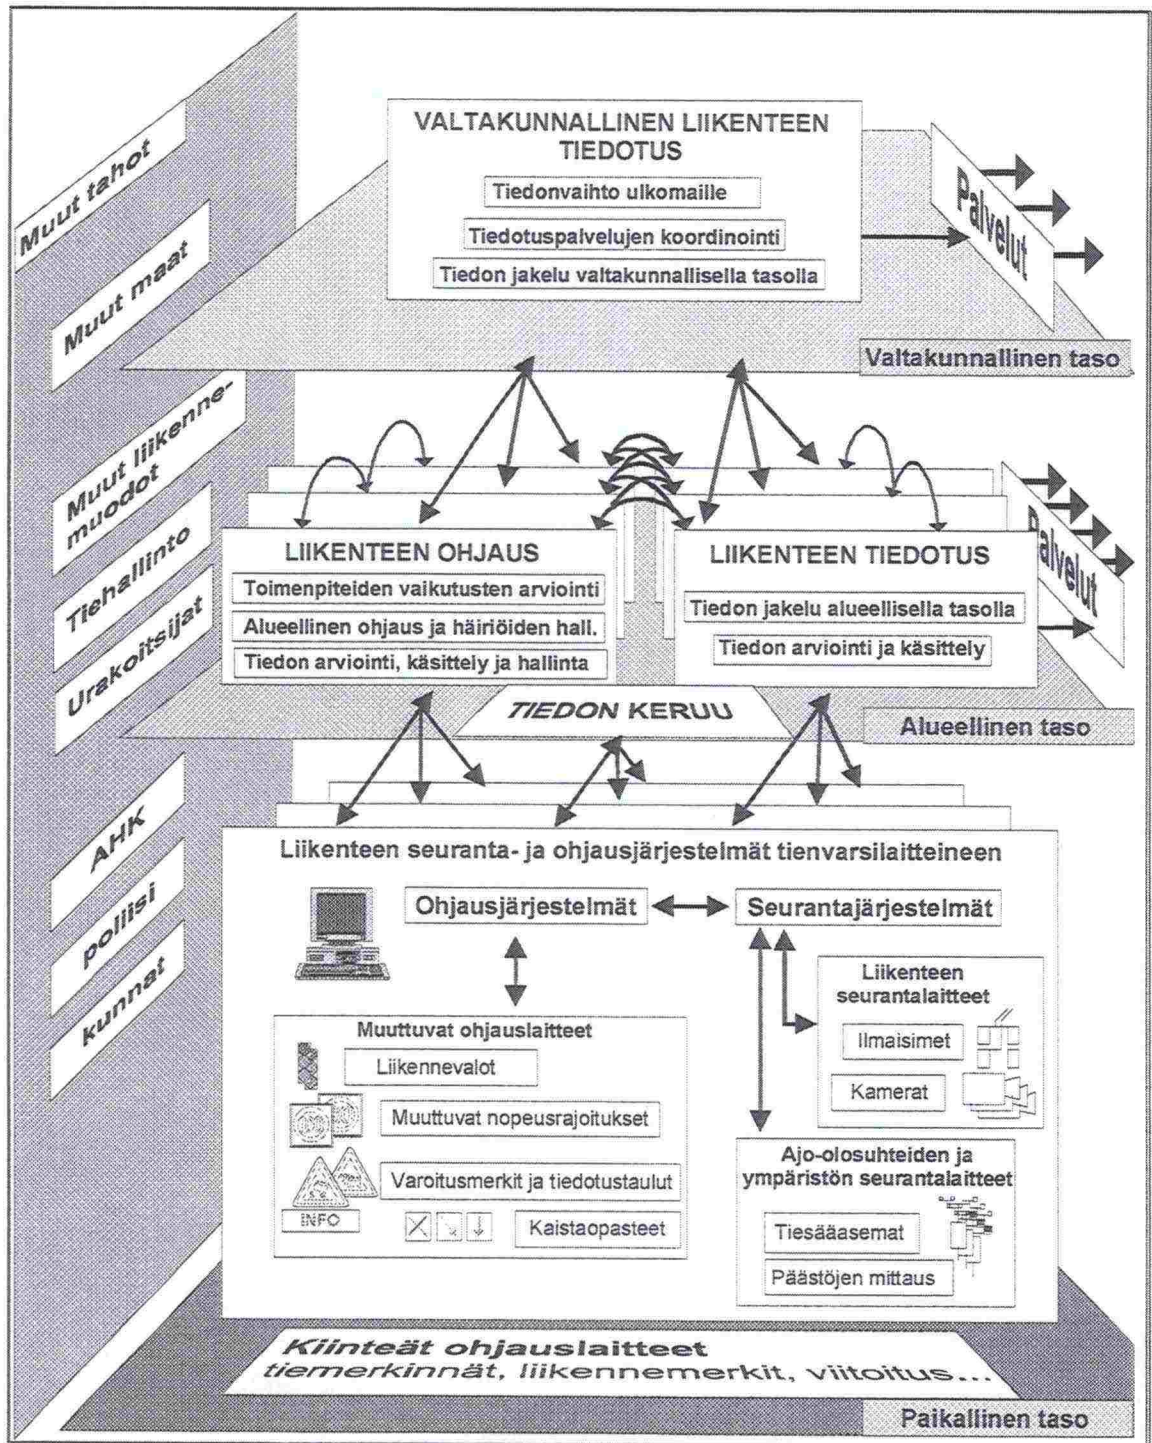 Muut tahot
Muut maat
VALTAKUNNALLINEN LIIKENTEEN
TIEDOTUS
Tiedonvaihto ulkomaille
Tiedotuspalvelujen koordinointi
Tiedon jakelu valtakunnallisella tasolla
Palvelut
Valtakunnallinen taso
Muut liikenne-
muodot
Tiehallinto
Urakoitsijat
LIIKENTEEN OHJAUS
Toimenpiteiden vaikutusten arviointi
Alueellinen ohjaus ja häiriöiden hall.
Tiedon arviointi, käsittely ja hallinta
LIIKENTEEN TIEDOTUS
Tiedon jakelu alueellisella tasolla
Tiedon arviointi ja käsittely
Palvelut
TIEDON KERUU
Alueellinen taso
AHK
poliisi
kunnat
Liikenteen seuranta- ja ohjausjärjestelmät tienvarsilaitteineen
Ohjausjärjestelmät
Seurantajärjestelmät
Muuttuvat ohjauslaitteet
Liikennevalot
Muuttuvat nopeusrajoitukset
Varoitusmerkit ja tiedotustaulut
INFO
Kaistaopasteet
Liikenteen
seurantalaitteet
Ilmaisimet
Kamerat
Ajo-olosuhteiden ja
ympäristön seurantalaitteet
Tiesääasemat
Päästöjen mittaus
Kiinteät ohjauslaitteet
tiemerkinnät, liikennemerkit, viitoitus...
Paikallinen taso